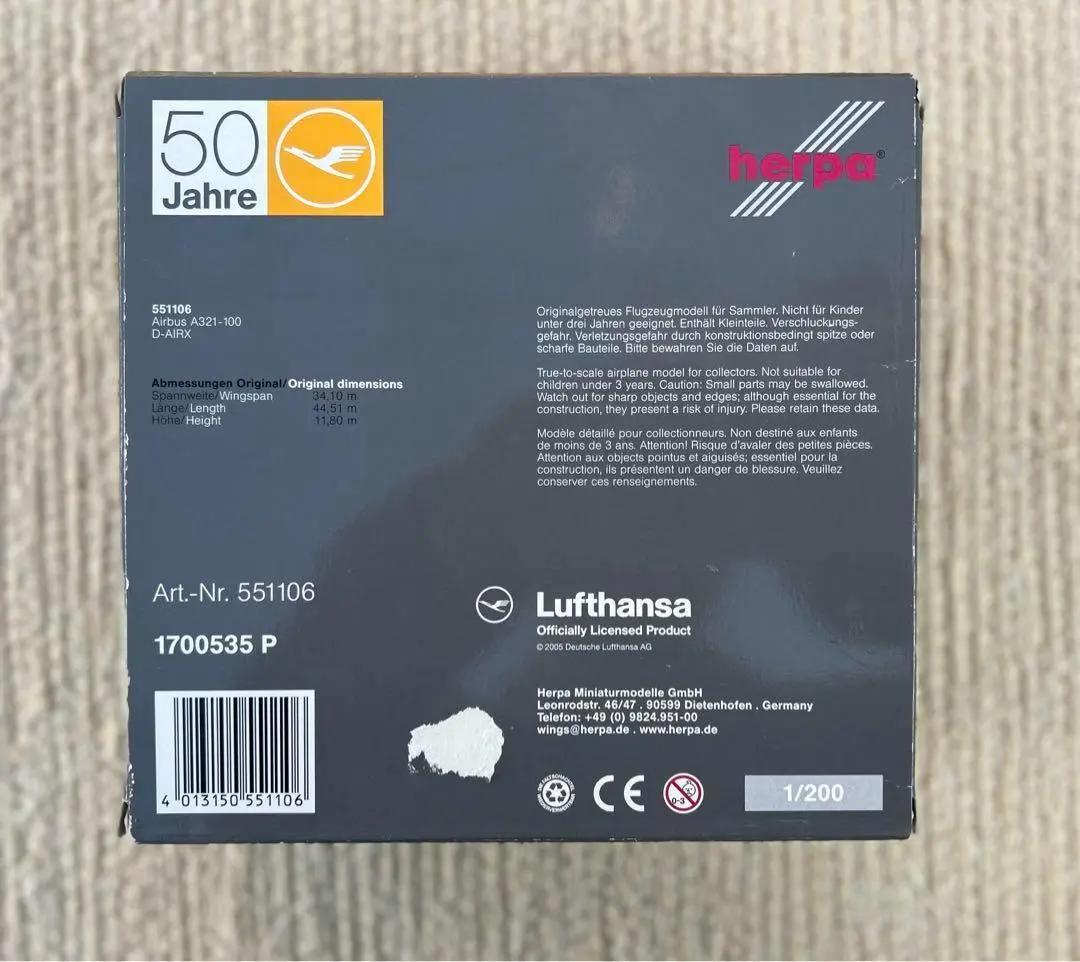 50
Jahre
herpa®
551106
Airbus A321-100
D-AIRX
Abmessungen Original/Original dimensions
Spannweite/Wingspan 34,10 m
Länge/Length 44,51 m
Höhe/Height 11,80 m
Originalgetreues Flugzeugmodell für Sammler. Nicht für Kinder
unter drei Jahren geeignet. Enthält Kleinteile. Verschluckungs-
gefahr. Verletzungsgefahr durch konstruktionsbedingt spitze oder
scharfe Bauteile. Bitte bewahren Sie die Daten auf.
True-to-scale airplane model for collectors. Not suitable for
children under 3 years. Caution: Small parts may be swallowed.
Watch out for sharp objects and edges; although essential for the
construction, they present a risk of injury. Please retain these data.
Modèle détaillé pour collectionneurs. Non destiné aux enfants
de moins de 3 ans. Attention! Risque d'avaler des petites pièces.
Attention aux objects pointus et aiguisés; essentiel pour la
construction, ils présentent un danger de blessure. Veuillez
conserver ces renseignements.
Art.-Nr. 551106
1700535 P
Lufthansa
Officially Licensed Product
© 2005 Deutsche Lufthansa AG
Herpa Miniaturmodelle GmbH
Leonrodstr. 46/47 . 90599 Dietenhofen . Germany
Telefon: +49 (0) 9824.951-00
wings@herpa.de . www.herpa.de
4 013150 551106
CE
0-3
1/200